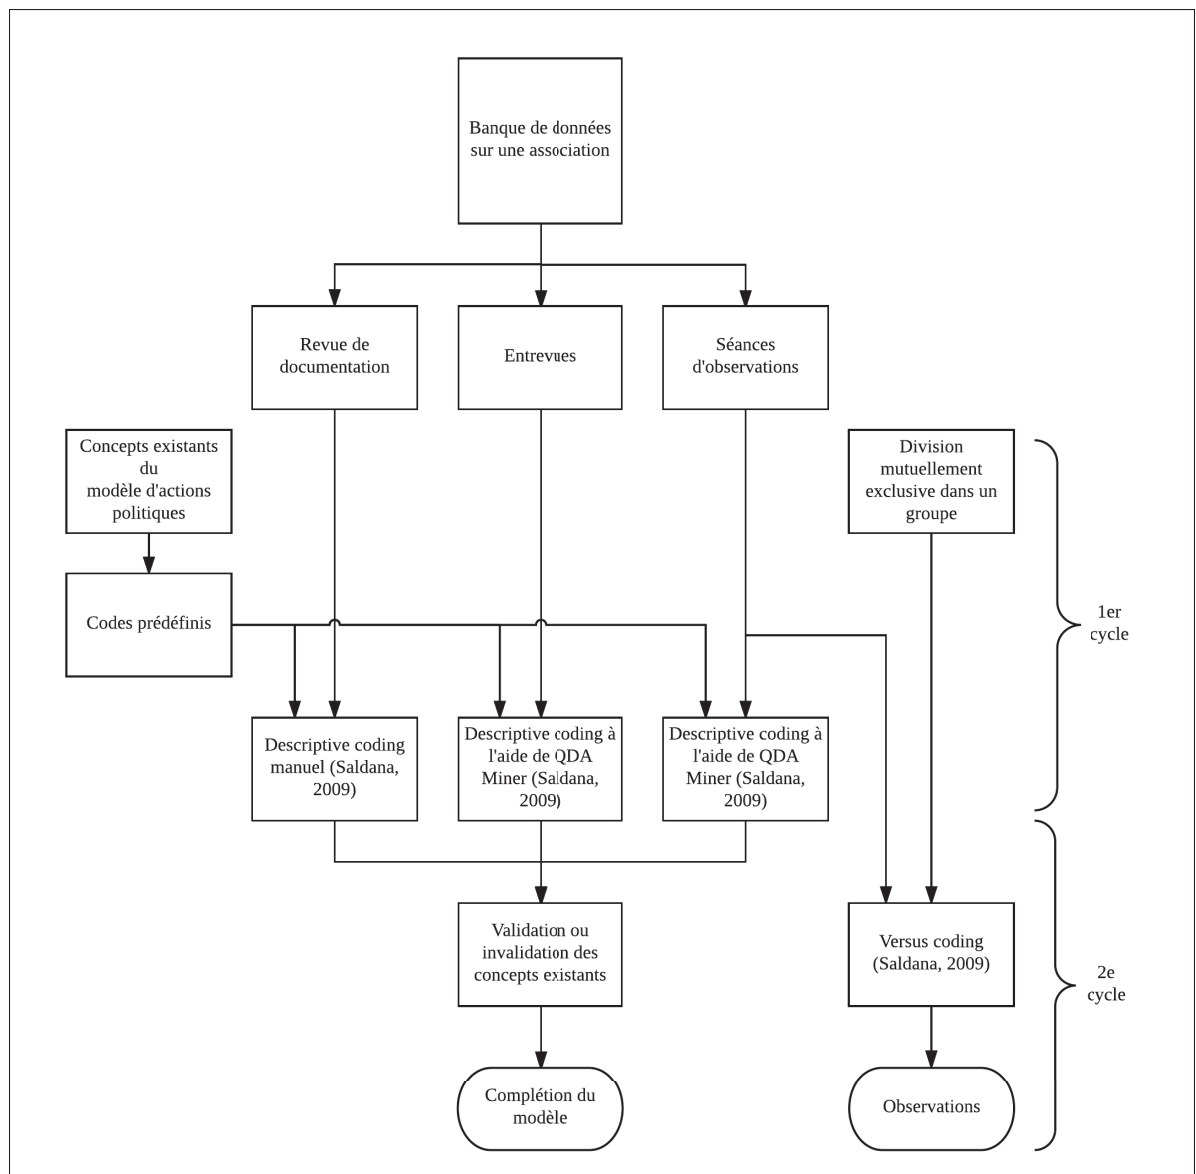 Banque de données
sur une association
Revue de
documentation
Entrevues
Séances
d'observations
Concepts existants
du
modèle d'actions
politiques
Division
mutuellement
exclusive dans un
groupe
Codes prédéfinis
1er
cycle
Descriptive coding
manuel (Saldana,
2009)
Descriptive coding à
l'aide de QDA
Miner (Saldana,
2009)
Descriptive coding à
l'aide de QDA
Miner (Saldana,
2009)
Validation ou
invalidation des
concepts existants
Versus coding
(Saldana, 2009)
2e
cycle
Complétion du
modèle
Observations